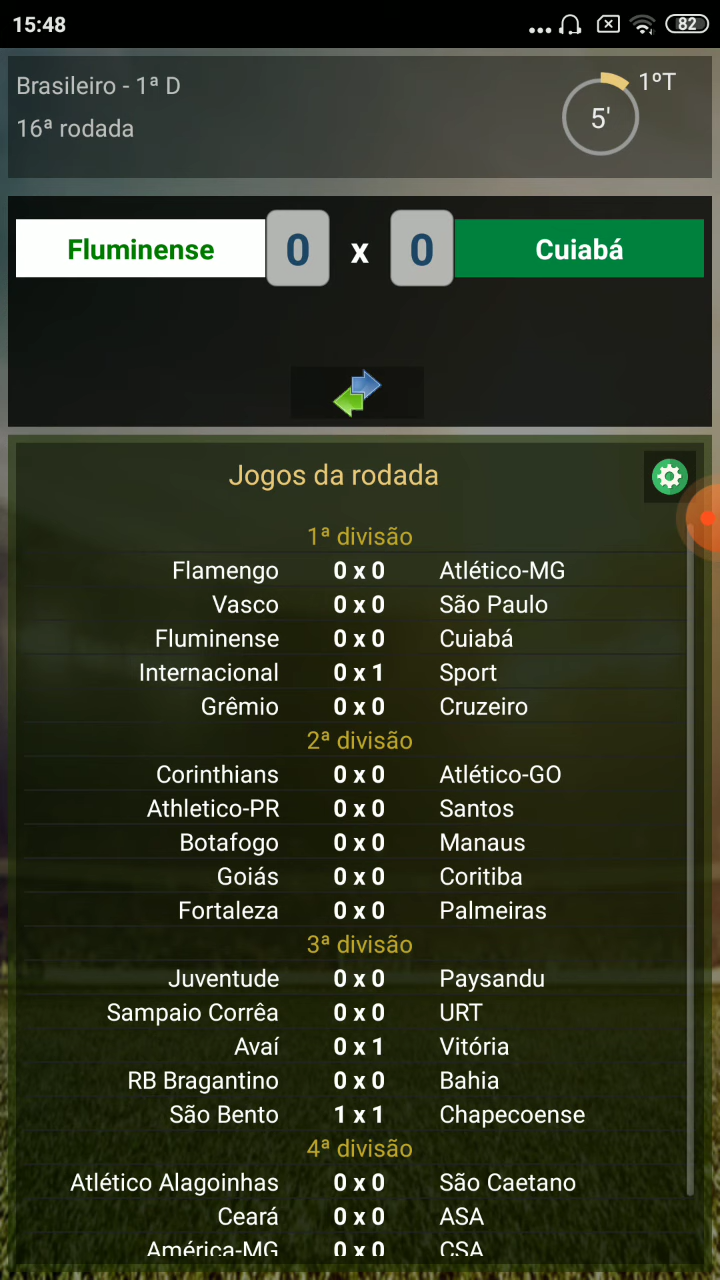 15:48 82
Brasileiro - 1ª D
16ª rodada
5' 1ºT
Fluminense 0 x 0 Cuiabá
Jogos da rodada
1ª divisão
Flamengo 0 x 0 Atlético-MG
Vasco 0 x 0 São Paulo
Fluminense 0 x 0 Cuiabá
Internacional 0 x 1 Sport
Grêmio 0 x 0 Cruzeiro
2ª divisão
Corinthians 0 x 0 Atlético-GO
Athletico-PR 0 x 0 Santos
Botafogo 0 x 0 Manaus
Goiás 0 x 0 Coritiba
Fortaleza 0 x 0 Palmeiras
3ª divisão
Juventude 0 x 0 Paysandu
Sampaio Corrêa 0 x 0 URT
Avaí 0 x 1 Vitória
RB Bragantino 0 x 0 Bahia
São Bento 1 x 1 Chapecoense
4ª divisão
Atlético Alagoinhas 0 x 0 São Caetano
Ceará 0 x 0 ASA
América-MG 0 x 0 CSA